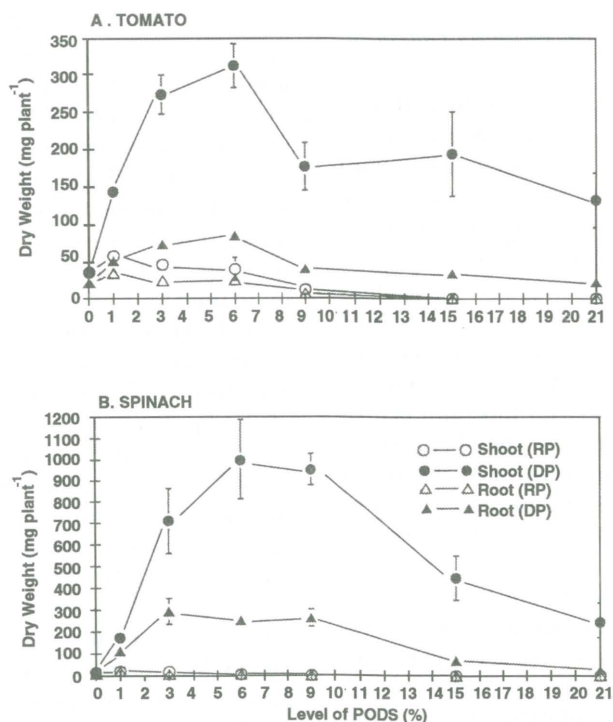 A . TOMATO
350
300
250
200
150
100
50
0
Dry Weight (mg plant-1)
0 1 2 3 4 5 6 7 8 9 10 11 12 13 14 15 16 17 18 19 20 21
B. SPINACH
1200
1100
1000
900
800
700
600
500
400
300
200
100
0
Dry Weight (mg plant-1)
Shoot (RP)
Shoot (DP)
Root (RP)
Root (DP)
0 1 2 3 4 5 6 7 8 9 10 11 12 13 14 15 16 17 18 19 20 21
Level of PODS (%)